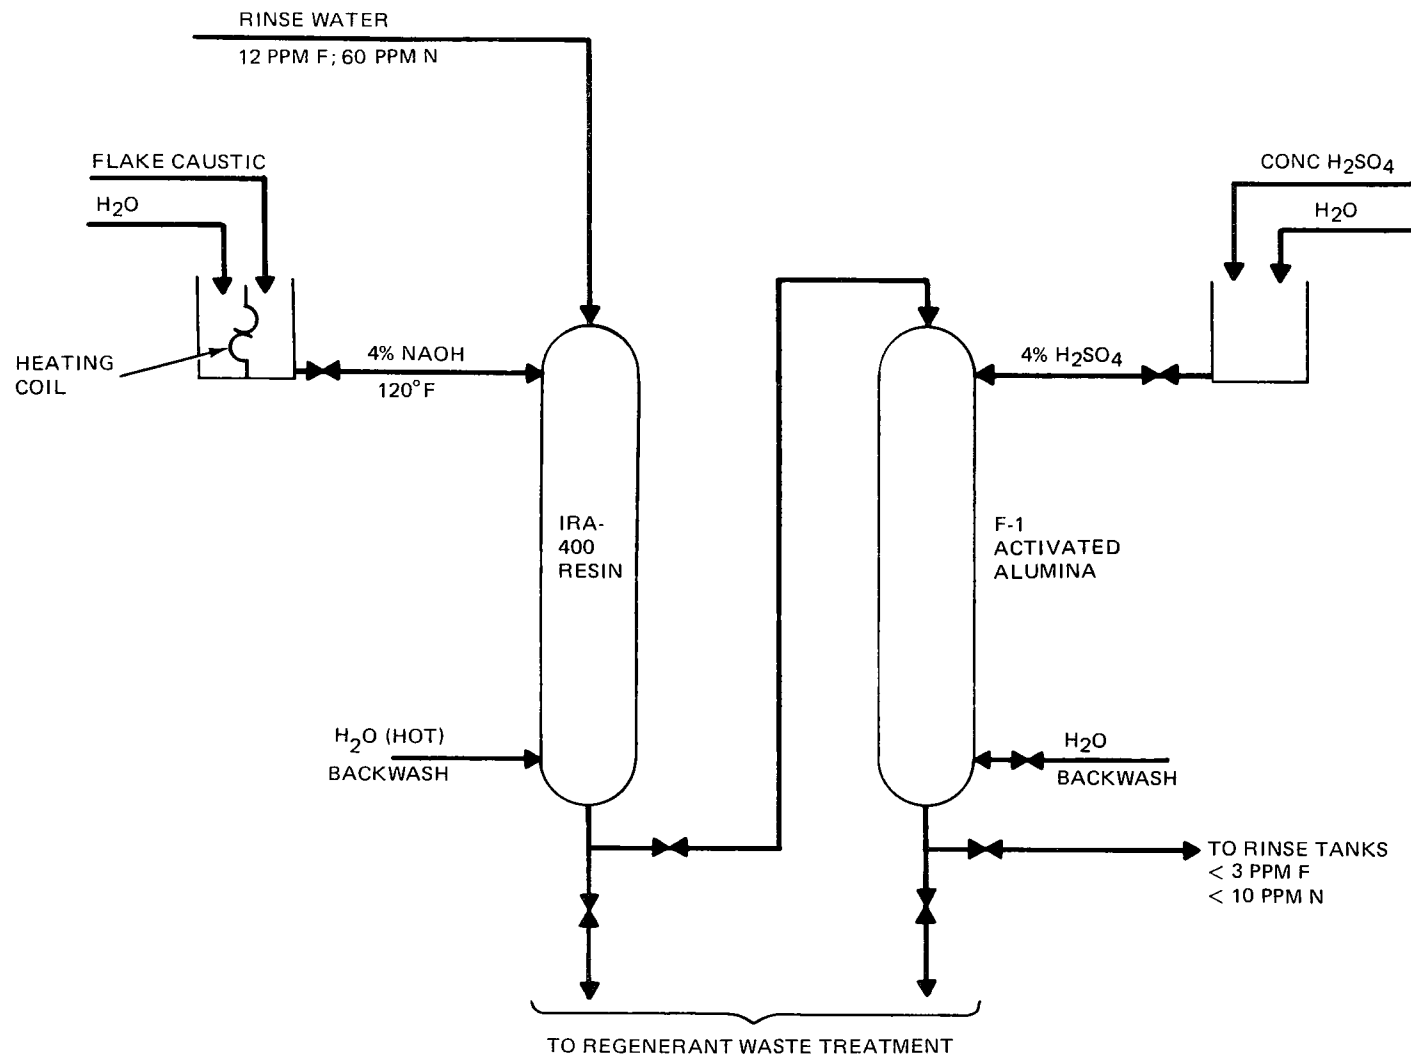 RINSE WATER
12 PPM F; 60 PPM N
FLAKE CAUSTIC
H2O
HEATING
COIL
4% NAOH
120°F
CONC H2SO4
H2O
4% H2SO4
IRA-
400
RESIN
F-1
ACTIVATED
ALUMINA
H2O (HOT)
BACKWASH
H2O
BACKWASH
TO RINSE TANKS
< 3 PPM F
< 10 PPM N
TO REGENERANT WASTE TREATMENT